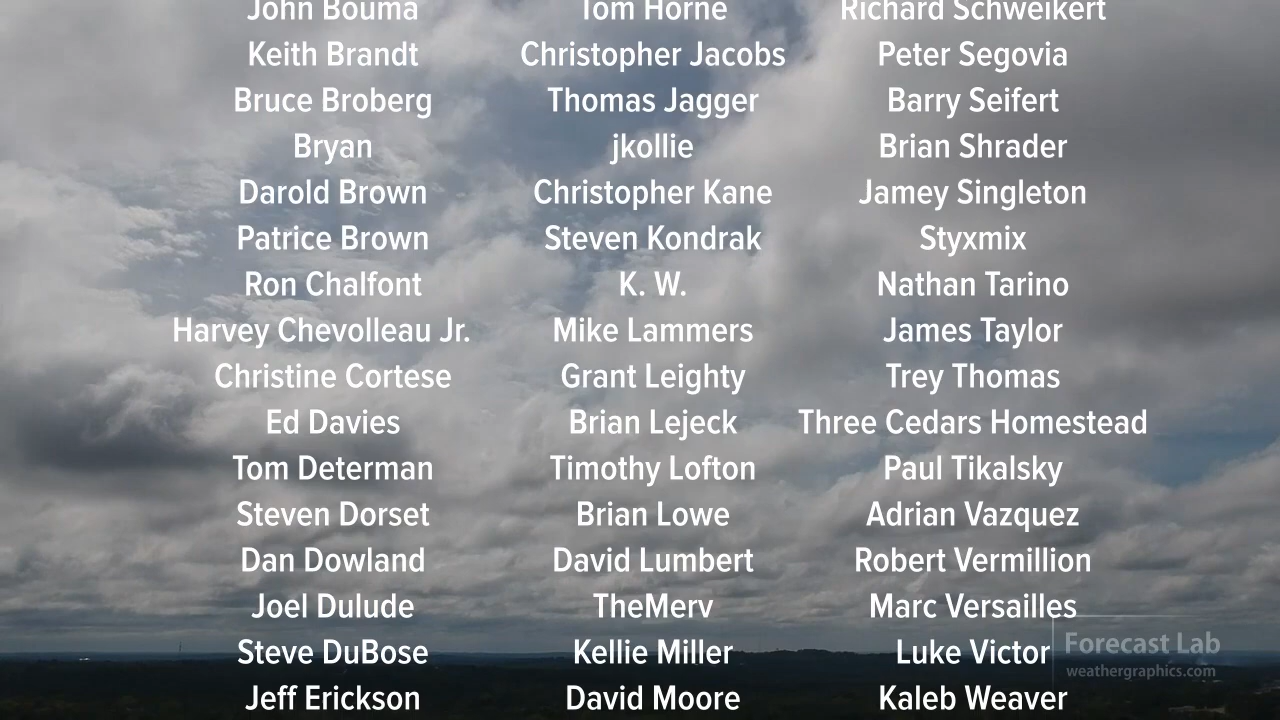 John Bouma
Keith Brandt
Bruce Broberg
Bryan
Darold Brown
Patrice Brown
Ron Chalfont
Harvey Chevolleau Jr.
Christine Cortese
Ed Davies
Tom Determan
Steven Dorset
Dan Dowland
Joel Dulude
Steve DuBose
Jeff Erickson
Tom Horne
Christopher Jacobs
Thomas Jagger
jkollie
Christopher Kane
Steven Kondrak
K. W.
Mike Lammers
Grant Leighty
Brian Lejeck
Timothy Lofton
Brian Lowe
David Lumbert
TheMerv
Kellie Miller
David Moore
Richard Schweikert
Peter Segovia
Barry Seifert
Brian Shrader
Jamey Singleton
Styxmix
Nathan Tarino
James Taylor
Trey Thomas
Three Cedars Homestead
Paul Tikalsky
Adrian Vazquez
Robert Vermillion
Marc Versailles
Luke Victor
Kaleb Weaver
Forecast Lab
weathergraphics.com